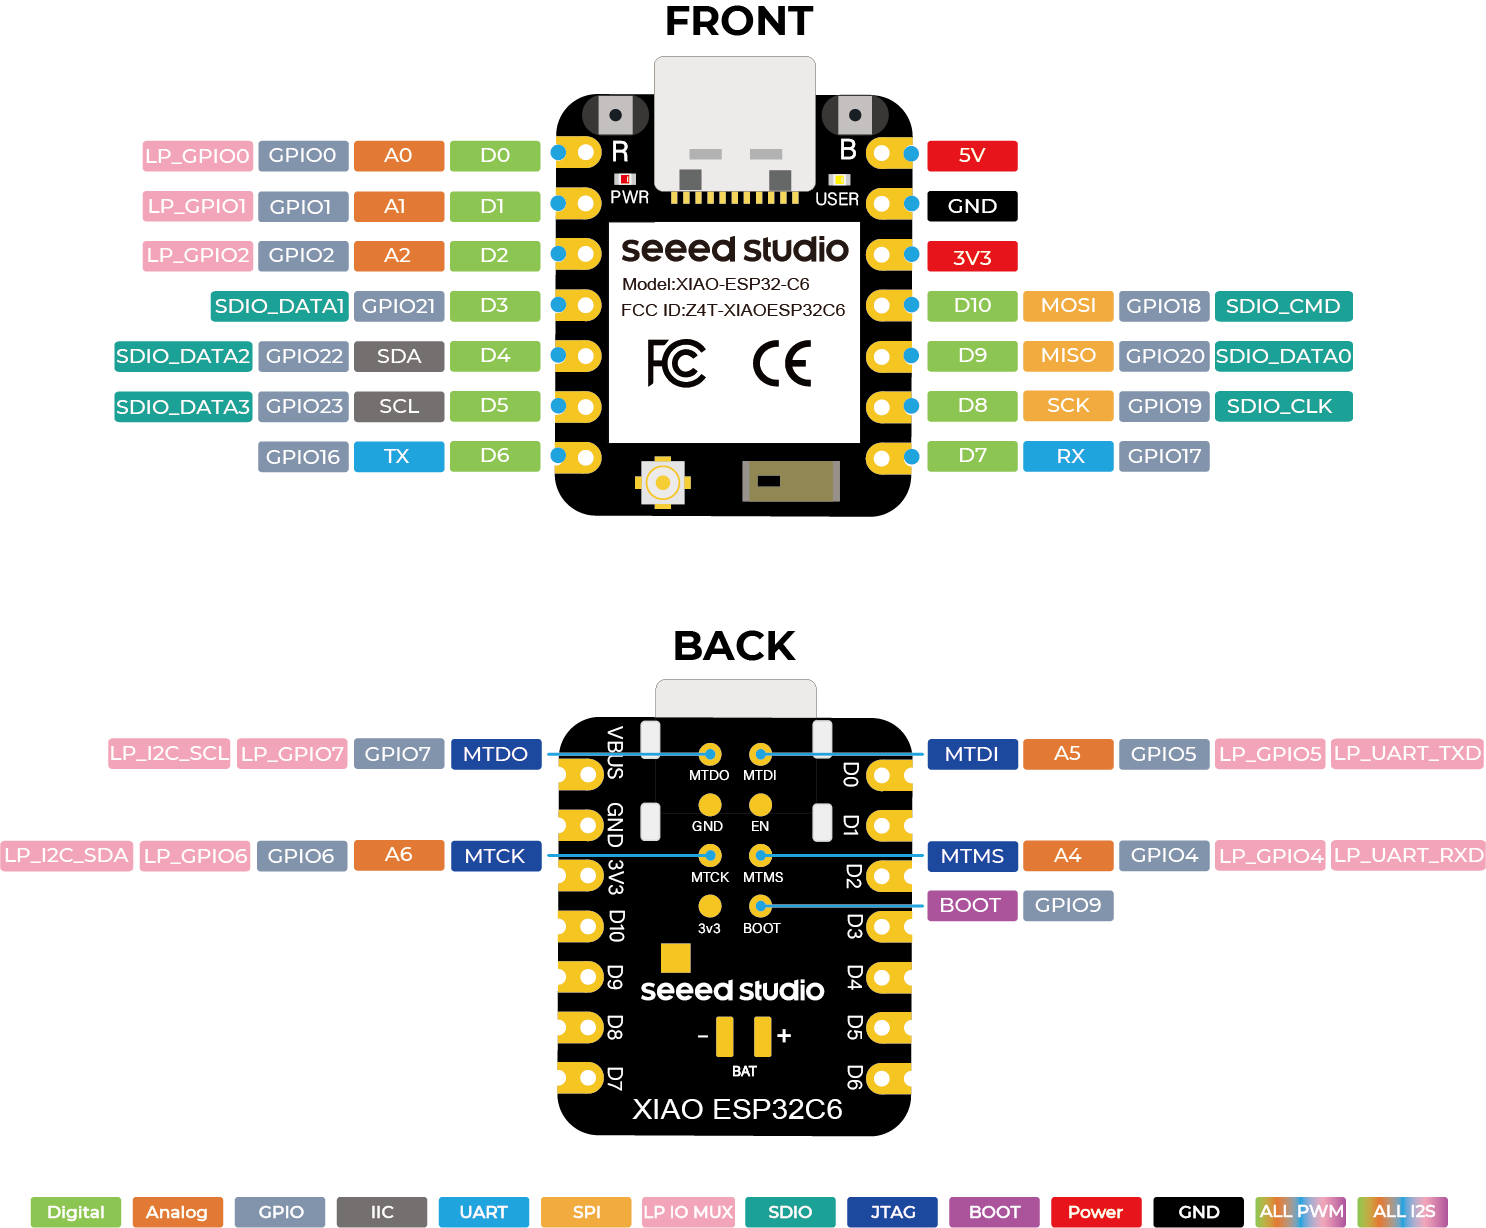 FRONT
LP_GPIO0 GPIO0 A0 D0 R B 5V
LP_GPIO1 GPIO1 A1 D1 PWR USER GND
LP_GPIO2 GPIO2 A2 D2 seeed studio 3V3
Model:XIAO-ESP32-C6
SDIO_DATA1 GPIO21 D3 FCC ID:Z4T-XIAOESP32C6 D10 MOSI GPIO18 SDIO_CMD
SDIO_DATA2 GPIO22 SDA D4 FC CE D9 MISO GPIO20 SDIO_DATA0
SDIO_DATA3 GPIO23 SCL D5 D8 SCK GPIO19 SDIO_CLK
GPIO16 TX D6 D7 RX GPIO17
BACK
LP_I2C_SCL LP_GPIO7 GPIO7 MTDO VBUS MTDO MTDI D0 MTDI A5 GPIO5 LP_GPIO5 LP_UART_TXD
GND GND EN D1
LP_I2C_SDA LP_GPIO6 GPIO6 A6 MTCK 3V3 MTCK MTMS D2 MTMS A4 GPIO4 LP_GPIO4 LP_UART_RXD
D10 3v3 BOOT D3 BOOT GPIO9
D9 seeed studio D4
D8 - + D5
D7 BAT D6
XIAO ESP32C6
Digital Analog GPIO IIC UART SPI LP IO MUX SDIO JTAG BOOT Power GND ALL PWM ALL I2S